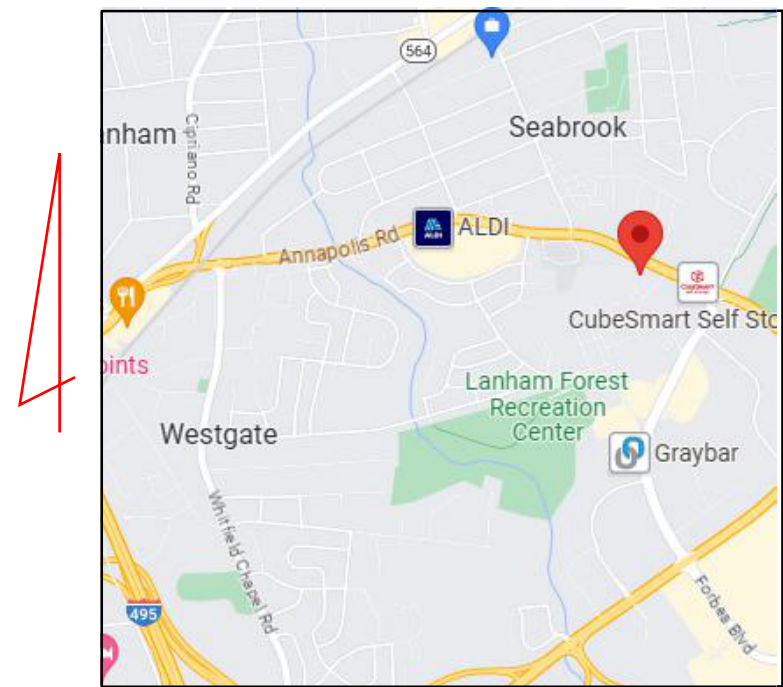 564
nham
Cipriano Rd
Seabrook
ALDI
ALDI
Annapolis Rd
CubeSmart
CubeSmart Self Sto
oints
Lanham Forest
Recreation
Center
Westgate
Graybar
Whitfield Chapel Rd
495
Forbes Blvd